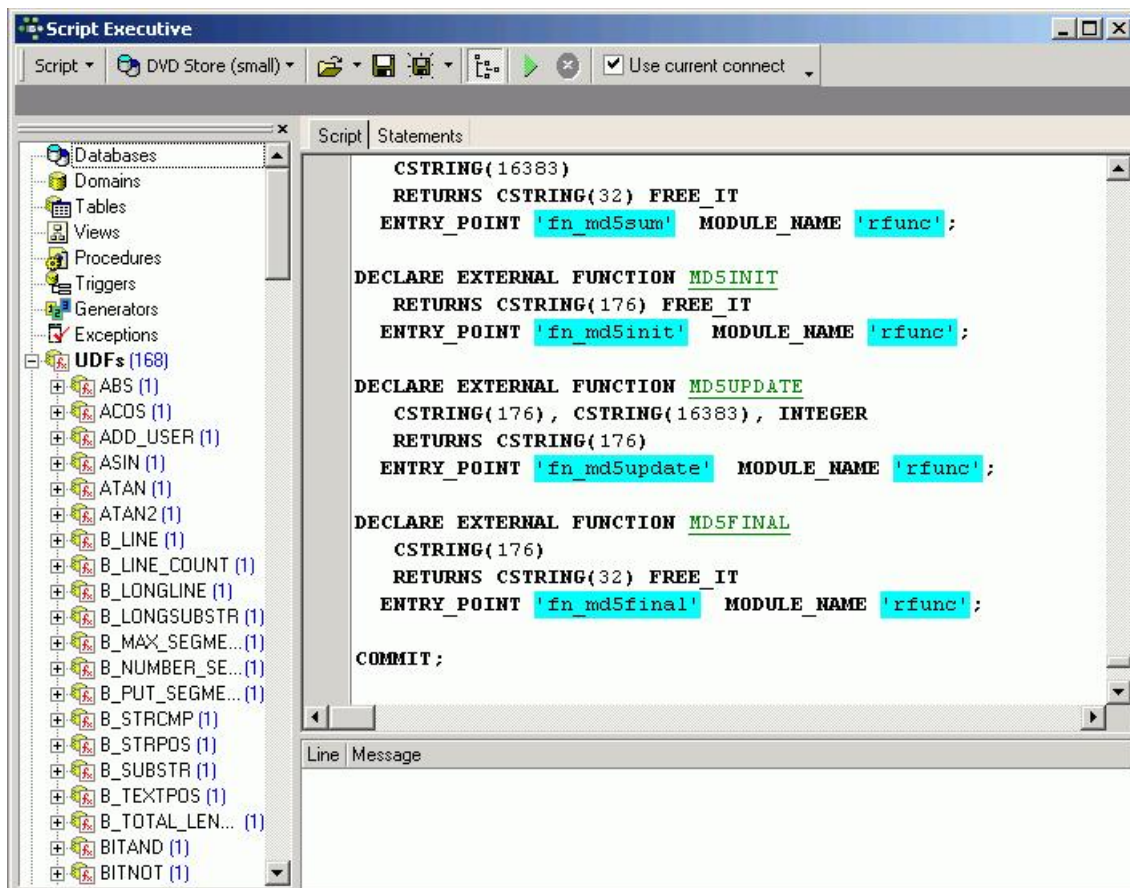 Script Executive
Script DVD Store (small) Use current connect
Databases
Domains
Tables
Views
Procedures
Triggers
Generators
Exceptions
UDFs (168)
ABS (1)
ACOS (1)
ADD_USER (1)
ASIN (1)
ATAN (1)
ATAN2 (1)
B_LINE (1)
B_LINE_COUNT (1)
B_LONGLINE (1)
B_LONGSUBSTR (1)
B_MAX_SEGME... (1)
B_NUMBER_SE... (1)
B_PUT_SEGME... (1)
B_STRCMP (1)
B_STRPOS (1)
B_SUBSTR (1)
B_TEXTPOS (1)
B_TOTAL_LEN... (1)
BITAND (1)
BITNOT (1)
Script Statements
CSTRING(16383)
RETURNS CSTRING(32) FREE_IT
ENTRY_POINT 'fn_md5sum' MODULE_NAME 'rfunc';
DECLARE EXTERNAL FUNCTION MD5INIT
RETURNS CSTRING(176) FREE_IT
ENTRY_POINT 'fn_md5init' MODULE_NAME 'rfunc';
DECLARE EXTERNAL FUNCTION MD5UPDATE
CSTRING(176), CSTRING(16383), INTEGER
RETURNS CSTRING(176)
ENTRY_POINT 'fn_md5update' MODULE_NAME 'rfunc';
DECLARE EXTERNAL FUNCTION MD5FINAL
CSTRING(176)
RETURNS CSTRING(32) FREE_IT
ENTRY_POINT 'fn_md5final' MODULE_NAME 'rfunc';
COMMIT;
Line Message